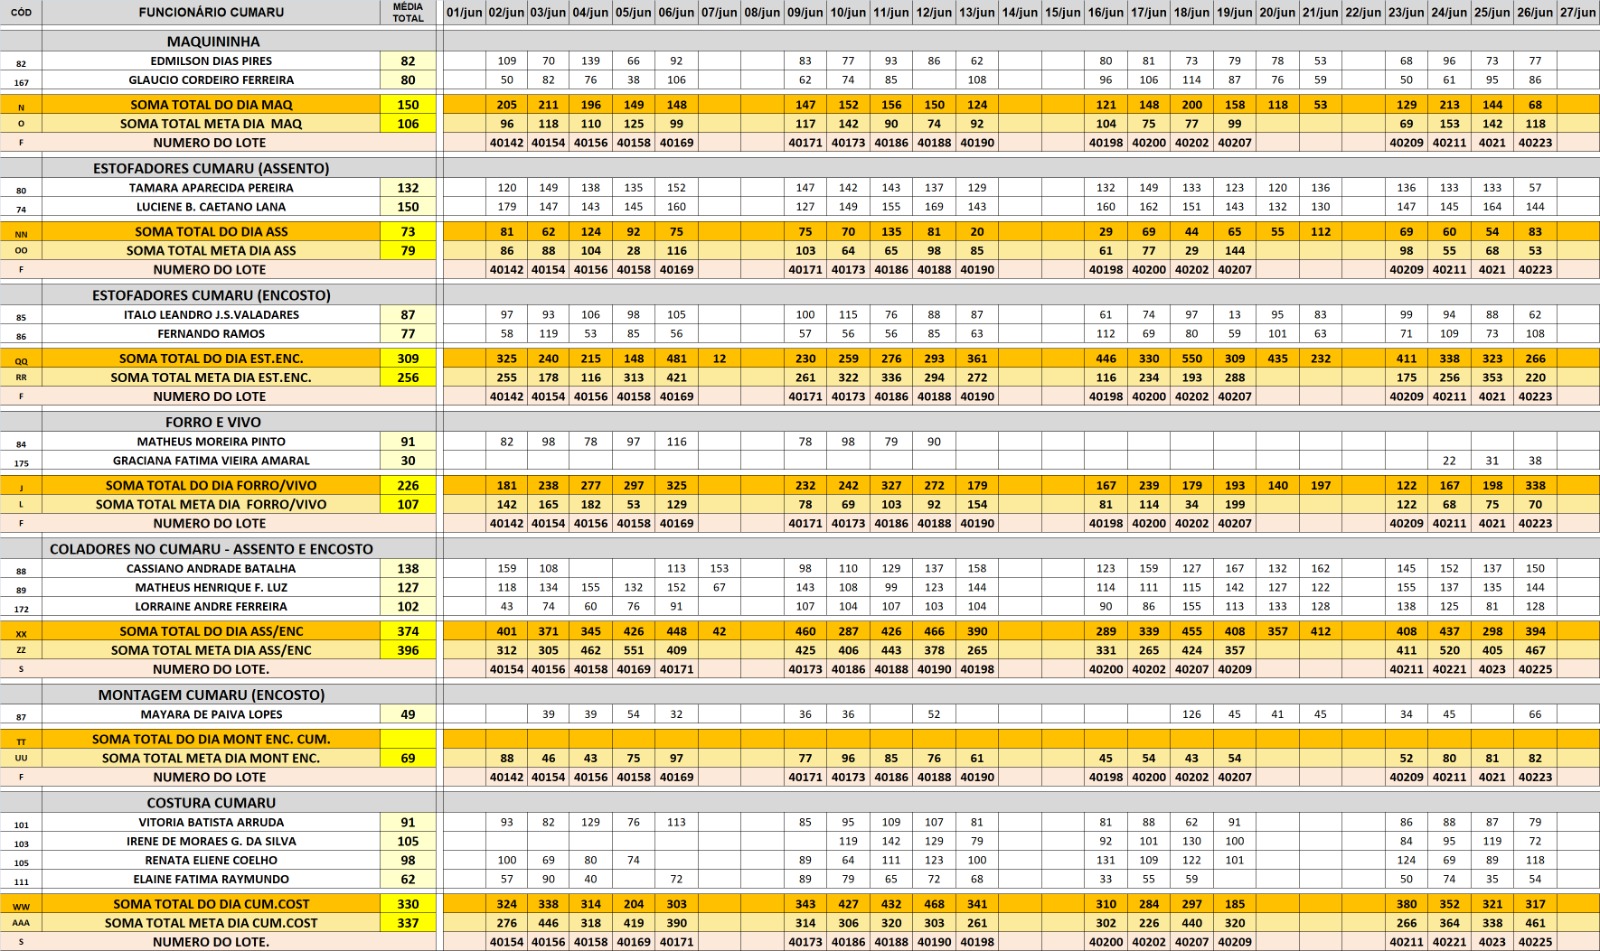 CÓD FUNCIONÁRIO CUMARU MÉDIA TOTAL 01/jun 02/jun 03/jun 04/jun 05/jun 06/jun 07/jun 08/jun 09/jun 10/jun 11/jun 12/jun 13/jun 14/jun 15/jun 16/jun 17/jun 18/jun 19/jun 20/jun 21/jun 22/jun 23/jun 24/jun 25/jun 26/jun 27/jun
MAQUININHA
82 EDMILSON DIAS PIRES 82 109 70 139 66 92 83 77 93 86 62 80 81 73 79 78 53 68 96 73 77
167 GLAUCIO CORDEIRO FERREIRA 80 50 82 76 38 106 62 74 85 108 96 106 114 87 76 59 50 61 95 86
N SOMA TOTAL DO DIA MAQ 150 205 211 196 149 148 147 152 156 150 124 121 148 200 158 118 53 129 213 144 68
O SOMA TOTAL META DIA MAQ 106 96 118 110 125 99 117 142 90 74 92 104 75 77 99 69 153 142 118
F NUMERO DO LOTE 40142 40154 40156 40158 40169 40171 40173 40186 40188 40190 40198 40200 40202 40207 40209 40211 4021 40223
ESTOFADORES CUMARU (ASSENTO)
80 TAMARA APARECIDA PEREIRA 132 120 149 138 135 152 147 142 143 137 129 132 149 133 123 120 136 136 133 133 57
74 LUCIENE B. CAETANO LANA 150 179 147 143 145 160 127 149 155 169 143 160 162 151 143 132 130 147 145 164 144
NN SOMA TOTAL DO DIA ASS 73 81 62 124 92 75 75 70 135 81 20 29 69 44 65 55 112 69 60 54 83
OO SOMA TOTAL META DIA ASS 79 86 88 104 28 116 103 64 65 98 85 61 77 29 144 98 55 68 53
F NUMERO DO LOTE 40142 40154 40156 40158 40169 40171 40173 40186 40188 40190 40198 40200 40202 40207 40209 40211 4021 40223
ESTOFADORES CUMARU (ENCOSTO)
85 ITALO LEANDRO J.S.VALADARES 87 97 93 106 98 105 100 115 76 88 87 61 74 97 13 95 83 99 94 88 62
86 FERNANDO RAMOS 77 58 119 53 85 56 57 56 56 85 63 112 69 80 59 101 63 71 109 73 108
QQ SOMA TOTAL DO DIA EST.ENC. 309 325 240 215 148 481 12 230 259 276 293 361 446 330 550 309 435 232 411 338 323 266
RR SOMA TOTAL META DIA EST.ENC. 256 255 178 116 313 421 261 322 336 294 272 116 234 193 288 175 256 353 220
F NUMERO DO LOTE 40142 40154 40156 40158 40169 40171 40173 40186 40188 40190 40198 40200 40202 40207 40209 40211 4021 40223
FORRO E VIVO
84 MATHEUS MOREIRA PINTO 91 82 98 78 97 116 78 98 79 90
175 GRACIANA FATIMA VIEIRA AMARAL 30 22 31 38
J SOMA TOTAL DO DIA FORRO/VIVO 226 181 238 277 297 325 232 242 327 272 179 167 239 179 193 140 197 122 167 198 338
L SOMA TOTAL META DIA FORRO/VIVO 107 142 165 182 53 129 78 69 103 92 154 81 114 34 199 122 68 75 70
F NUMERO DO LOTE 40142 40154 40156 40158 40169 40171 40173 40186 40188 40190 40198 40200 40202 40207 40209 40211 4021 40223
COLADORES NO CUMARU - ASSENTO E ENCOSTO
88 CASSIANO ANDRADE BATALHA 138 159 108 113 153 98 110 129 137 158 123 159 127 167 132 162 145 152 137 150
89 MATHEUS HENRIQUE F. LUZ 127 118 134 155 132 152 67 143 108 99 123 144 114 111 115 142 127 122 155 137 135 144
172 LORRAINE ANDRE FERREIRA 102 43 74 60 76 91 107 104 107 103 104 90 86 155 113 133 128 138 125 81 128
XX SOMA TOTAL DO DIA ASS/ENC 374 401 371 345 426 448 42 460 287 426 466 390 289 339 455 408 357 412 408 437 298 394
ZZ SOMA TOTAL META DIA ASS/ENC 396 312 305 462 551 409 425 406 443 378 265 331 265 424 357 411 520 405 467
S NUMERO DO LOTE. 40154 40156 40158 40169 40171 40173 40186 40188 40190 40198 40200 40202 40207 40209 40211 40221 4023 40225
MONTAGEM CUMARU (ENCOSTO)
87 MAYARA DE PAIVA LOPES 49 39 39 54 32 36 36 52 126 45 41 45 34 45 66
TT SOMA TOTAL DO DIA MONT ENC. CUM.
UU SOMA TOTAL META DIA MONT ENC. 69 88 46 43 75 97 77 96 85 76 61 45 54 43 54 52 80 81 82
F NUMERO DO LOTE 40142 40154 40156 40158 40169 40171 40173 40186 40188 40190 40198 40200 40202 40207 40209 40211 4021 40223
COSTURA CUMARU
101 VITORIA BATISTA ARRUDA 91 93 82 129 76 113 85 95 109 107 81 81 88 62 91 86 88 87 79
103 IRENE DE MORAES G. DA SILVA 105 119 142 129 79 92 101 130 100 84 95 119 72
105 RENATA ELIENE COELHO 98 100 69 80 74 89 64 111 123 100 131 109 122 101 124 69 89 118
111 ELAINE FATIMA RAYMUNDO 62 57 90 40 72 89 79 65 72 68 33 55 59 50 74 35 54
WW SOMA TOTAL DO DIA CUM.COST 330 324 338 314 204 303 343 427 432 468 341 310 284 297 185 380 352 321 317
AAA SOMA TOTAL META DIA CUM.COST 337 276 446 318 419 390 314 306 320 303 261 302 226 440 320 266 364 338 461
S NUMERO DO LOTE. 40154 40156 40158 40169 40171 40173 40186 40188 40190 40198 40200 40202 40207 40209 40211 40221 4023 40225